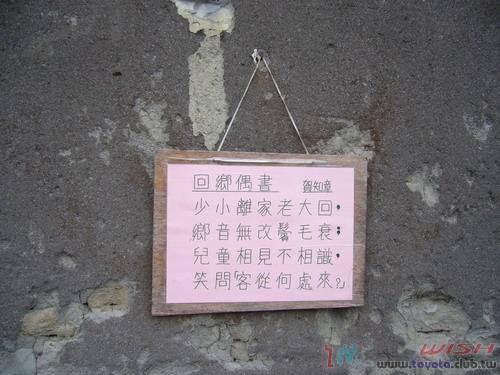 回鄉偶書 賀知章
少小離家老大回，
鄉音無改鬢毛衰；
兒童相見不相識，
笑問客從何處來？
WISH
www.toyota.club.tw